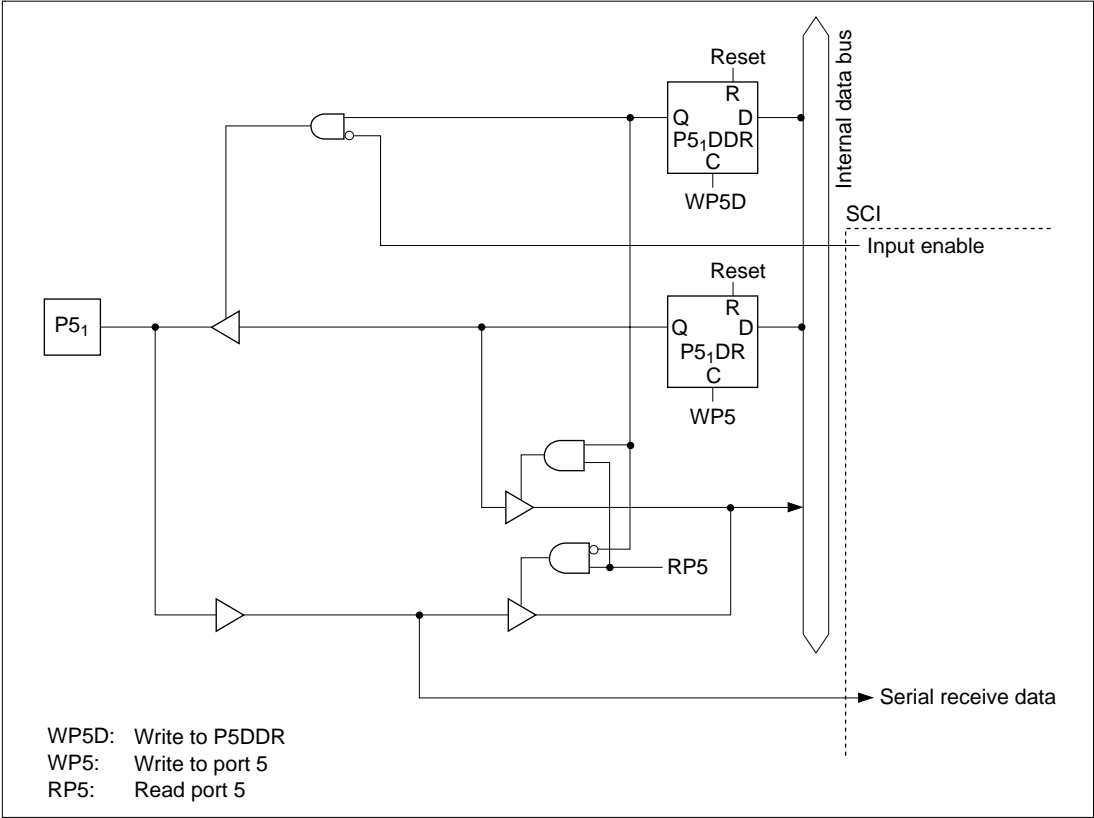 Reset
R
Q D
P5₁DDR
C
WP5D
Internal data bus
SCI
Input enable
Reset
R
P5₁
Q D
P5₁DR
C
WP5
RP5
Serial receive data
WP5D: Write to P5DDR
WP5: Write to port 5
RP5: Read port 5